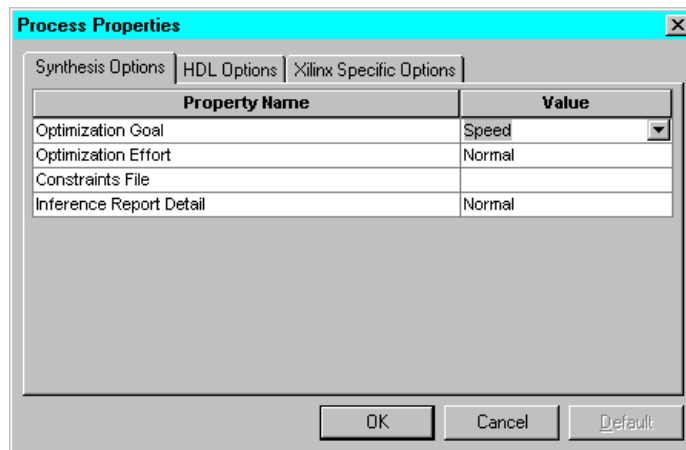 Process Properties
Synthesis Options HDL Options Xilinx Specific Options
Property Name Value
Optimization Goal Speed
Optimization Effort Normal
Constraints File
Inference Report Detail Normal
OK Cancel Default